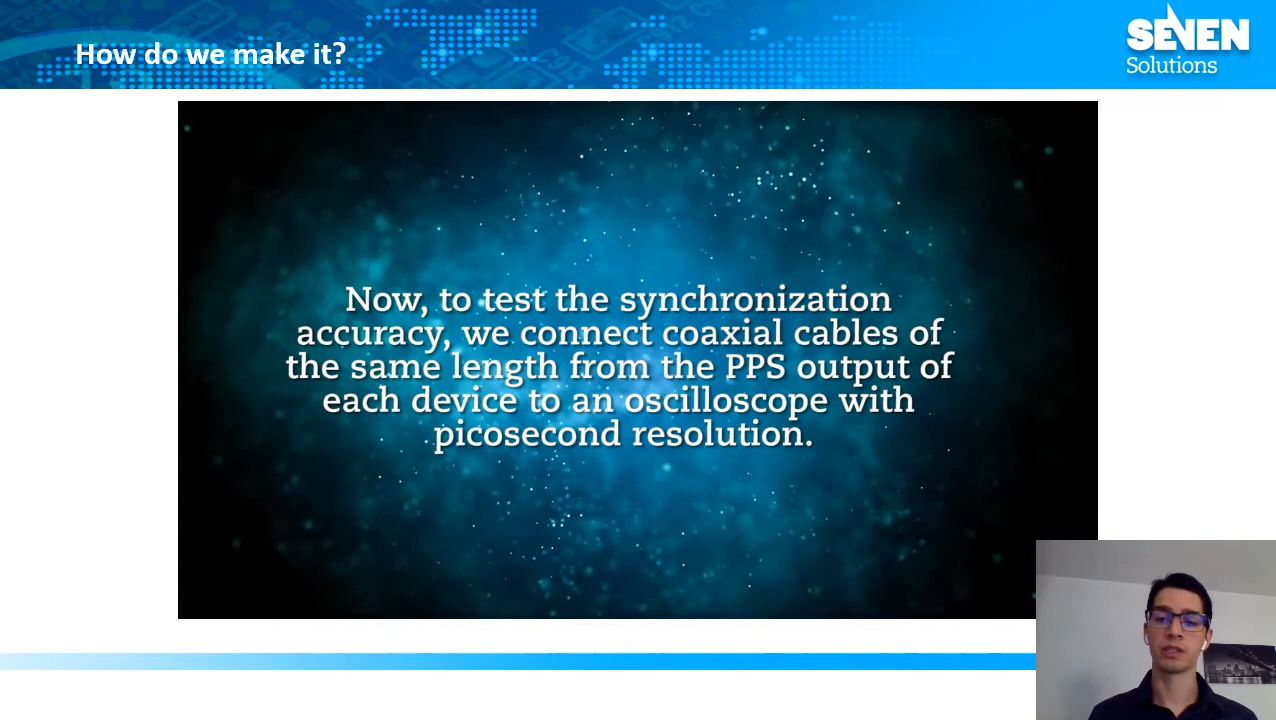 How do we make it?
SEVEN
Solutions
Now, to test the synchronization
accuracy, we connect coaxial cables of
the same length from the PPS output of
each device to an oscilloscope with
picosecond resolution.